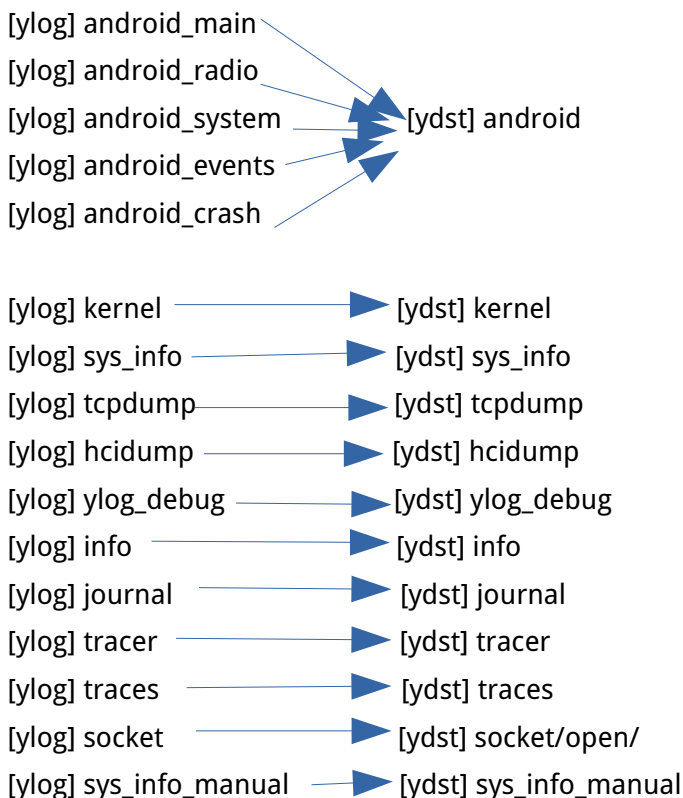 [ylog] android_main
[ylog] android_radio
[ylog] android_system [ydst] android
[ylog] android_events
[ylog] android_crash
[ylog] kernel [ydst] kernel
[ylog] sys_info [ydst] sys_info
[ylog] tcpdump [ydst] tcpdump
[ylog] hcidump [ydst] hcidump
[ylog] ylog_debug [ydst] ylog_debug
[ylog] info [ydst] info
[ylog] journal [ydst] journal
[ylog] tracer [ydst] tracer
[ylog] traces [ydst] traces
[ylog] socket [ydst] socket/open/
[ylog] sys_info_manual [ydst] sys_info_manual